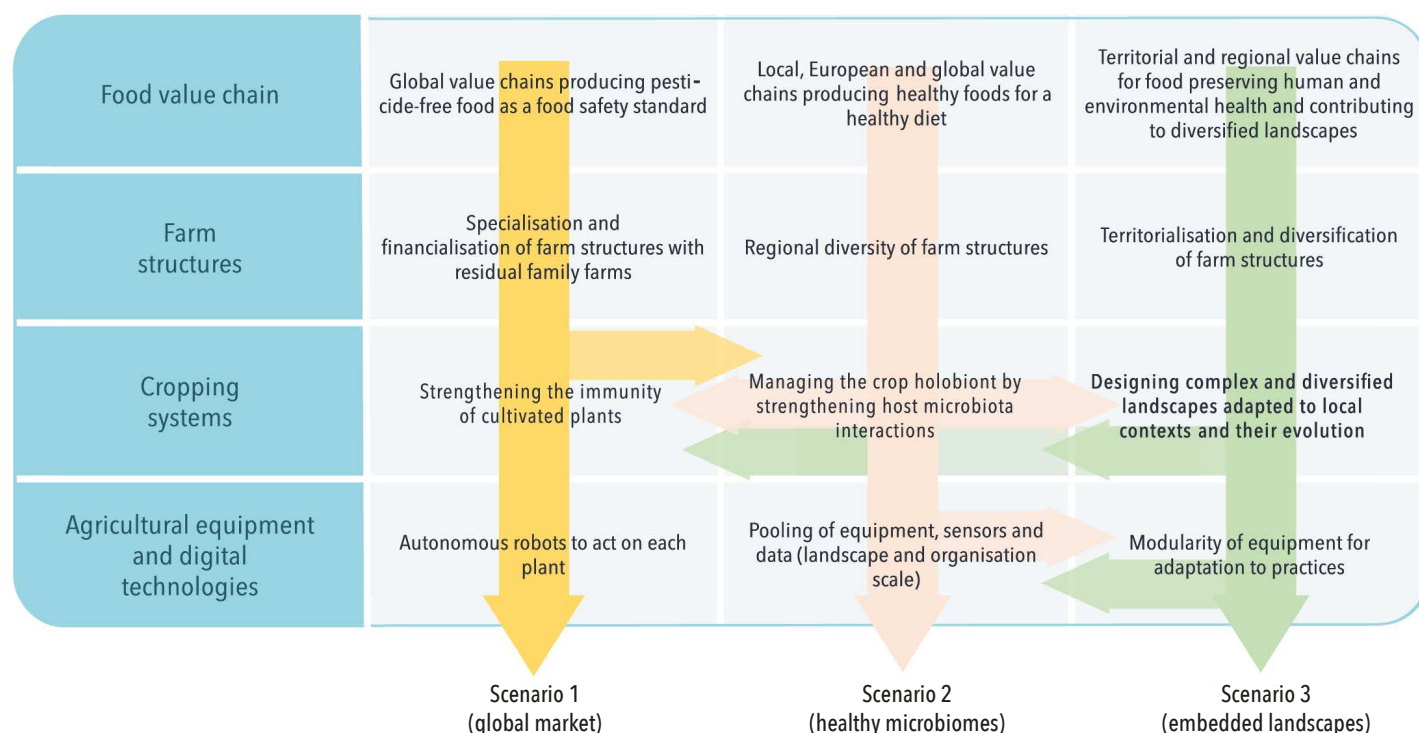 Food value chain
Global value chains producing pesti-
cide-free food as a food safety standard
Local, European and global value
chains producing healthy foods for a
healthy diet
Territorial and regional value chains
for food preserving human and
environmental health and contributing
to diversified landscapes
Farm
structures
Specialisation and
financialisation of farm structures with
residual family farms
Regional diversity of farm structures
Territorialisation and diversification
of farm structures
Cropping
systems
Strengthening the immunity
of cultivated plants
Managing the crop holobiont by
strengthening host microbiota
interactions
Designing complex and diversified
landscapes adapted to local
contexts and their evolution
Agricultural equipment
and digital
technologies
Autonomous robots to act on each
plant
Pooling of equipment, sensors and
data (landscape and organisation
scale)
Modularity of equipment for
adaptation to practices
Scenario 1
(global market)
Scenario 2
(healthy microbiomes)
Scenario 3
(embedded landscapes)